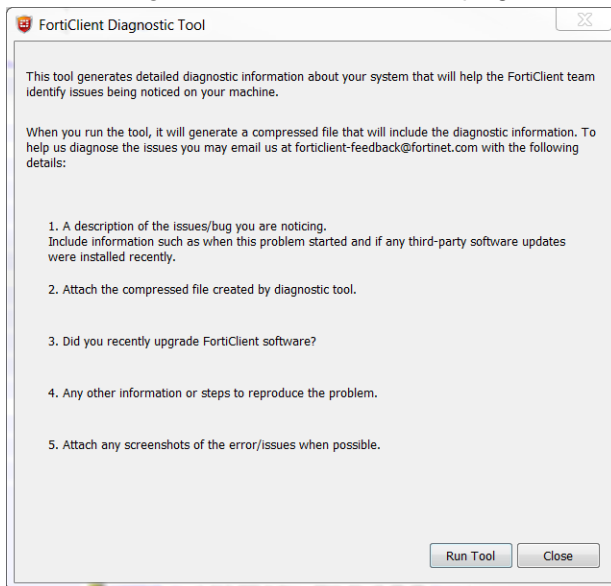 FortiClient Diagnostic Tool
This tool generates detailed diagnostic information about your system that will help the FortiClient team
identify issues being noticed on your machine.
When you run the tool, it will generate a compressed file that will include the diagnostic information. To
help us diagnose the issues you may email us at forticlient-feedback@fortinet.com with the following
details:
1. A description of the issues/bug you are noticing.
Include information such as when this problem started and if any third-party software updates
were installed recently.
2. Attach the compressed file created by diagnostic tool.
3. Did you recently upgrade FortiClient software?
4. Any other information or steps to reproduce the problem.
5. Attach any screenshots of the error/issues when possible.
Run Tool Close